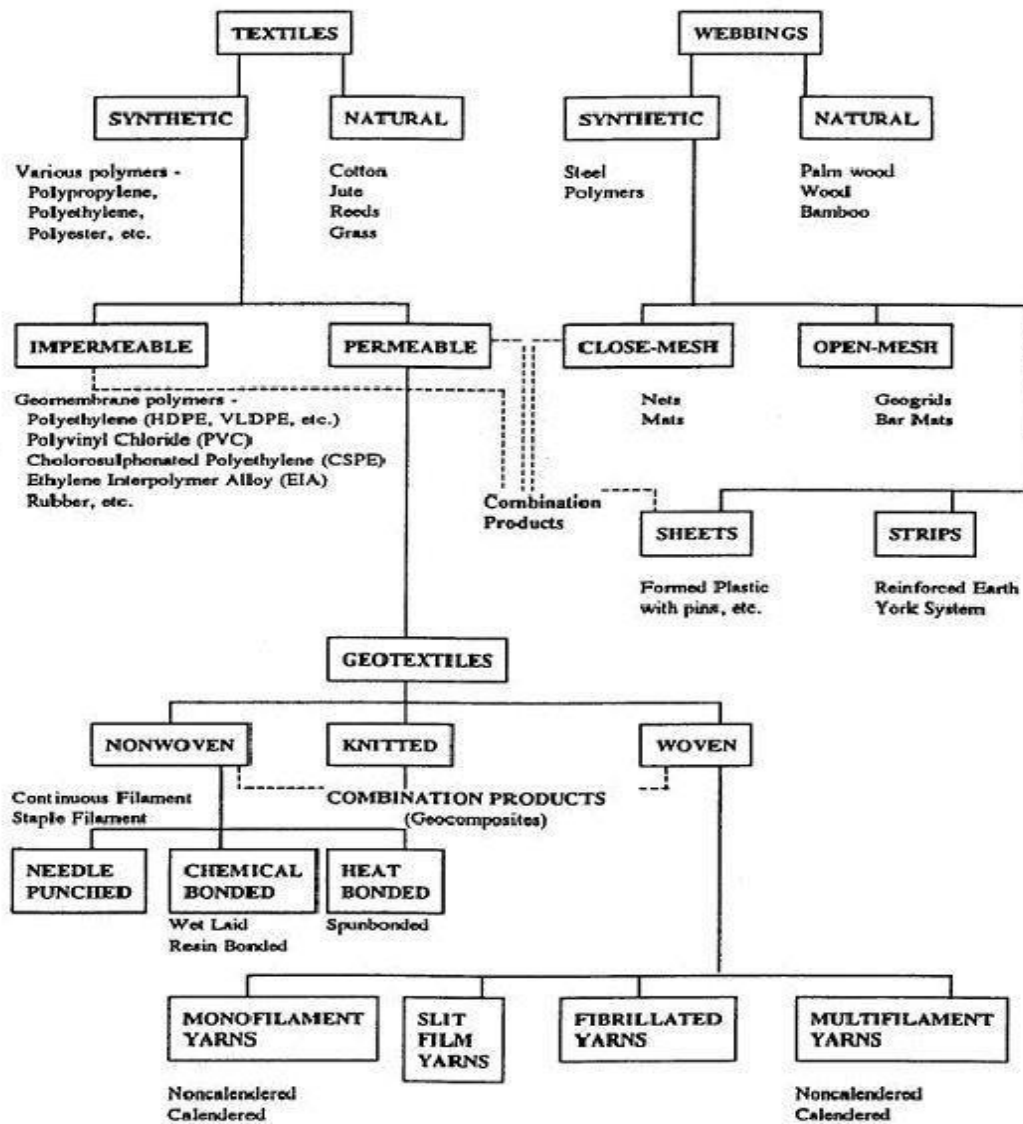 TEXTILES
WEBBINGS
SYNTHETIC
NATURAL
SYNTHETIC
NATURAL
Various polymers -
Polypropylene,
Polyethylene,
Polyester, etc.
Cotton
Jute
Reeds
Grass
Steel
Polymers
Palm wood
Wood
Bamboo
IMPERMEABLE
PERMEABLE
CLOSE-MESH
OPEN-MESH
Geomembrane polymers -
Polyethylene (HDPE, VLDPE, etc.)
Polyvinyl Chloride (PVC)
Cholorosulphonated Polyethylene (CSPE)
Ethylene Interpolymer Alloy (EIA)
Rubber, etc.
Nets
Mats
Geogrids
Bar Mats
Combination
Products
SHEETS
STRIPS
Formed Plastic
with pins, etc.
Reinforced Earth
York System
GEOTEXTILES
NONWOVEN
KNITTED
WOVEN
Continuous Filament
Staple Filament
COMBINATION PRODUCTS
(Geocomposites)
NEEDLE
PUNCHED
CHEMICAL
BONDED
HEAT
BONDED
Wet Laid
Resin Bonded
Spunbonded
MONOFILAMENT
YARNS
SLIT
FILM
YARNS
FIBRILLATED
YARNS
MULTIFILAMENT
YARNS
Noncalendered
Calendered
Noncalendered
Calendered